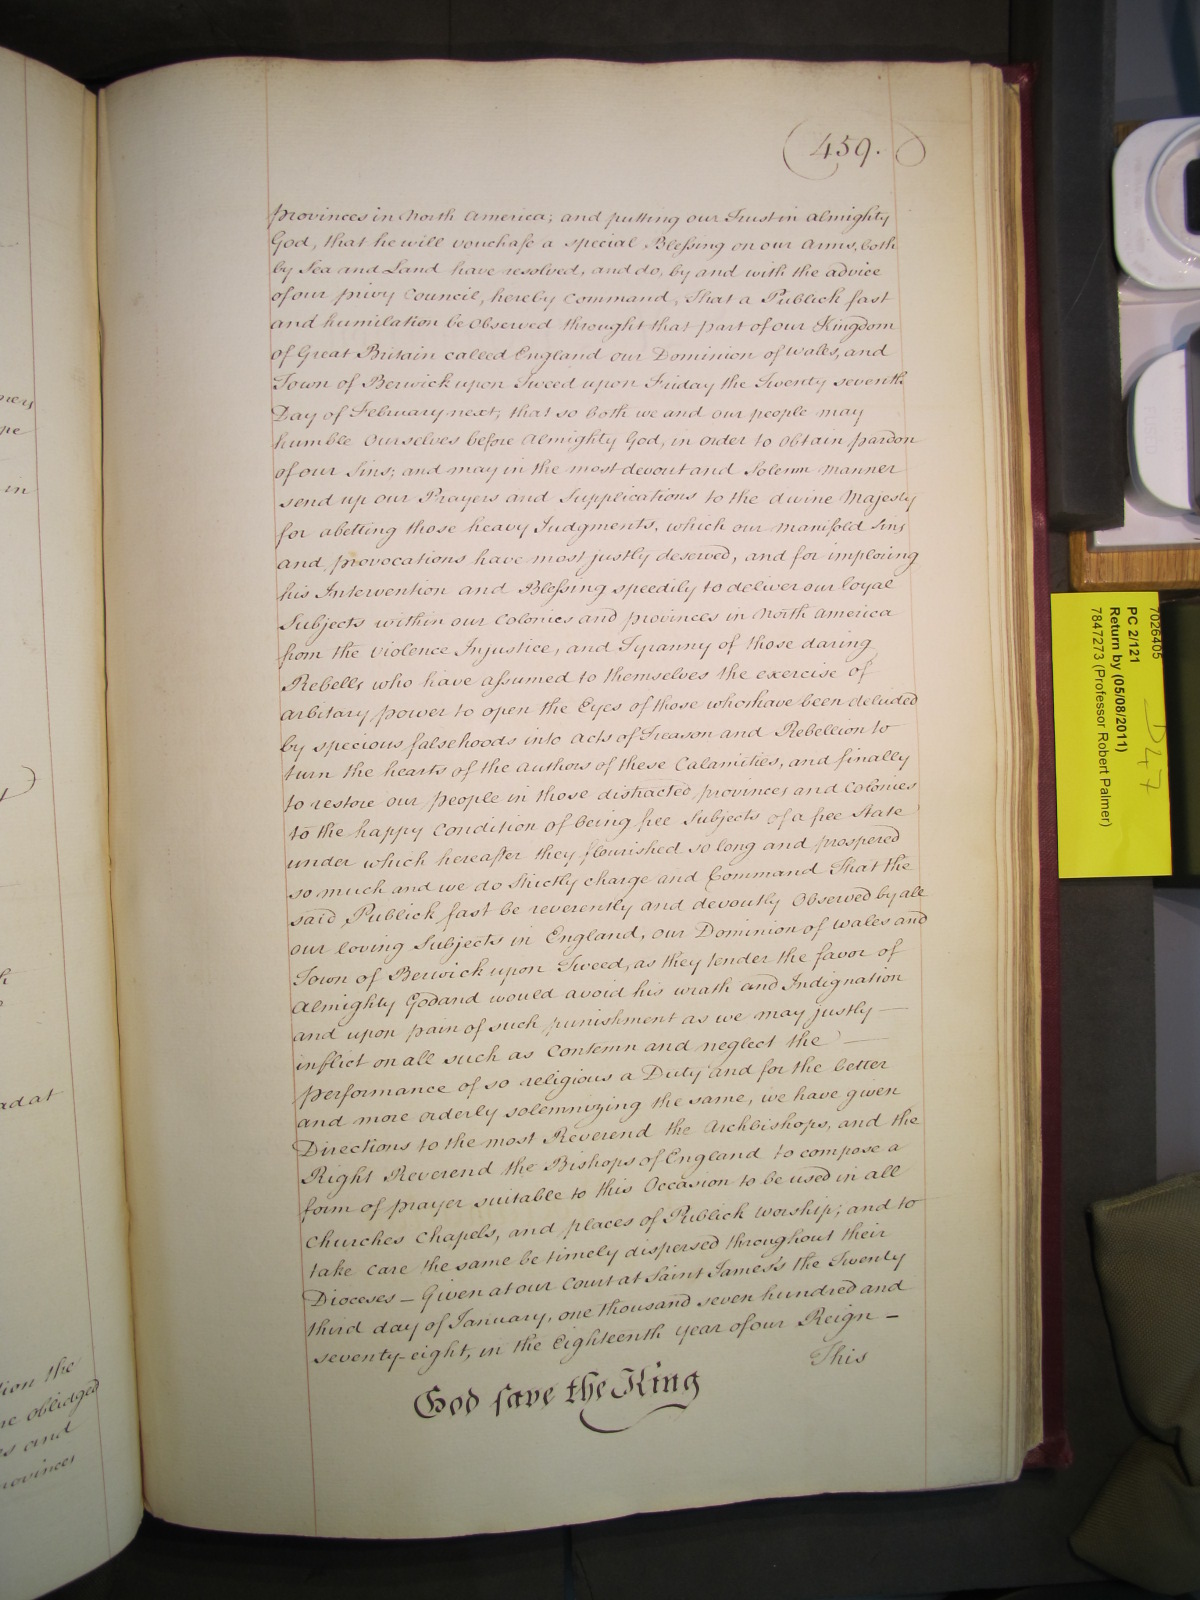 (459.)
provinces in North America; and putting our Trust in almighty
God, that he will vouchafe a special Blessing on our Arms, both
by Sea and Land have resolved, and do, by and with the advice
of our privy Council, hereby Command, That a Publick fast
and humilation be Observed throught that part of our Kingdom
of Great Britain called England our Dominion of Wales, and
Town of Berwick upon Tweed upon Friday the Twenty seventh
Day of February next; that so both we and our people may
humble Ourselves before almighty God, in order to obtain pardon
of our Sins; and may in the most devout and Solemn manner
send up our Prayers and Supplications to the divine Majesty
for abetting those heavy Judgments, which our manifold Sins
and provocations have most justly deserved, and for imploring
his Intervention and Blessing speedily to deliver our loyal
Subjects within our Colonies and provinces in North America
from the Violence Injustice, and Tyranny of those daring
Rebells who have assumed to themselves the exercise of
arbitary power to open the Eyes of those who have been deluded
by specious falsehoods into Acts of Treason and Rebellion to
turn the hearts of the authors of these Calamities, and finally
to restore our people in those distracted provinces and Colonies
to the happy Condition of being free Subjects of a free State
under which hereafter they flourished so long and prospered
so much and we do Strictly charge and Command That the
said Publick fast be reverently and devoutly Observed by all
our loving Subjects in England, our Dominion of Wales and
Town of Berwick upon Tweed, as they tender the favor of
Almighty God and would avoid his wrath and Indignation
and upon pain of such punishment as we may justly —
inflict on all such as Contemn and neglect the —
performance of so religious a Duty and for the better
and more orderly solemnizing the same, we have given
Directions to the most Reverend the Archbishops, and the
Right Reverend the Bishops of England to compose a
form of prayer suitable to this Occasion to be used in all
Churches Chapels, and places of Publick worship; and to
take care the same be timely dispersed throughout their
Dioceses — Given at our Court at Saint James's the Twenty
third day of January, one thousand seven hundred and
seventy-eight, in the Eighteenth year of our Reign —
This
God save the King
in
ad at
tion the
oblidged
and
rovinces
7026405
PC 2/121
Return by (05/08/2011)
7847273 (Professor Robert Palmer)
D47